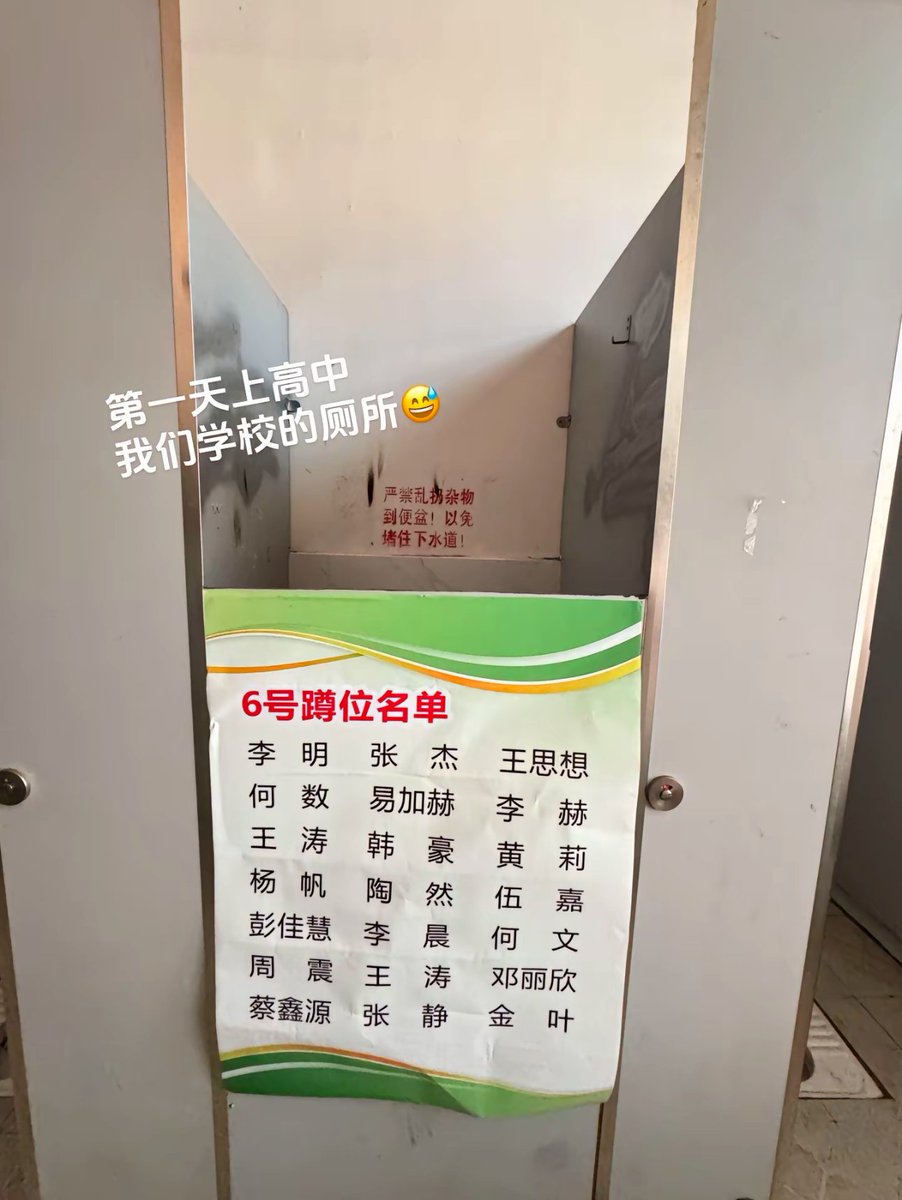 第一天上高中
我们学校的厕所😅
严禁乱扔杂物
到便盆！以免
堵住下水道！
6号蹲位名单
李 明 张 杰 王思想
何 数 易加赫 李 赫
王 涛 韩 豪 黄 莉
杨 帆 陶 然 伍 嘉
彭佳慧 李 晨 何 文
周 震 王 涛 邓丽欣
蔡鑫源 张 静 金 叶